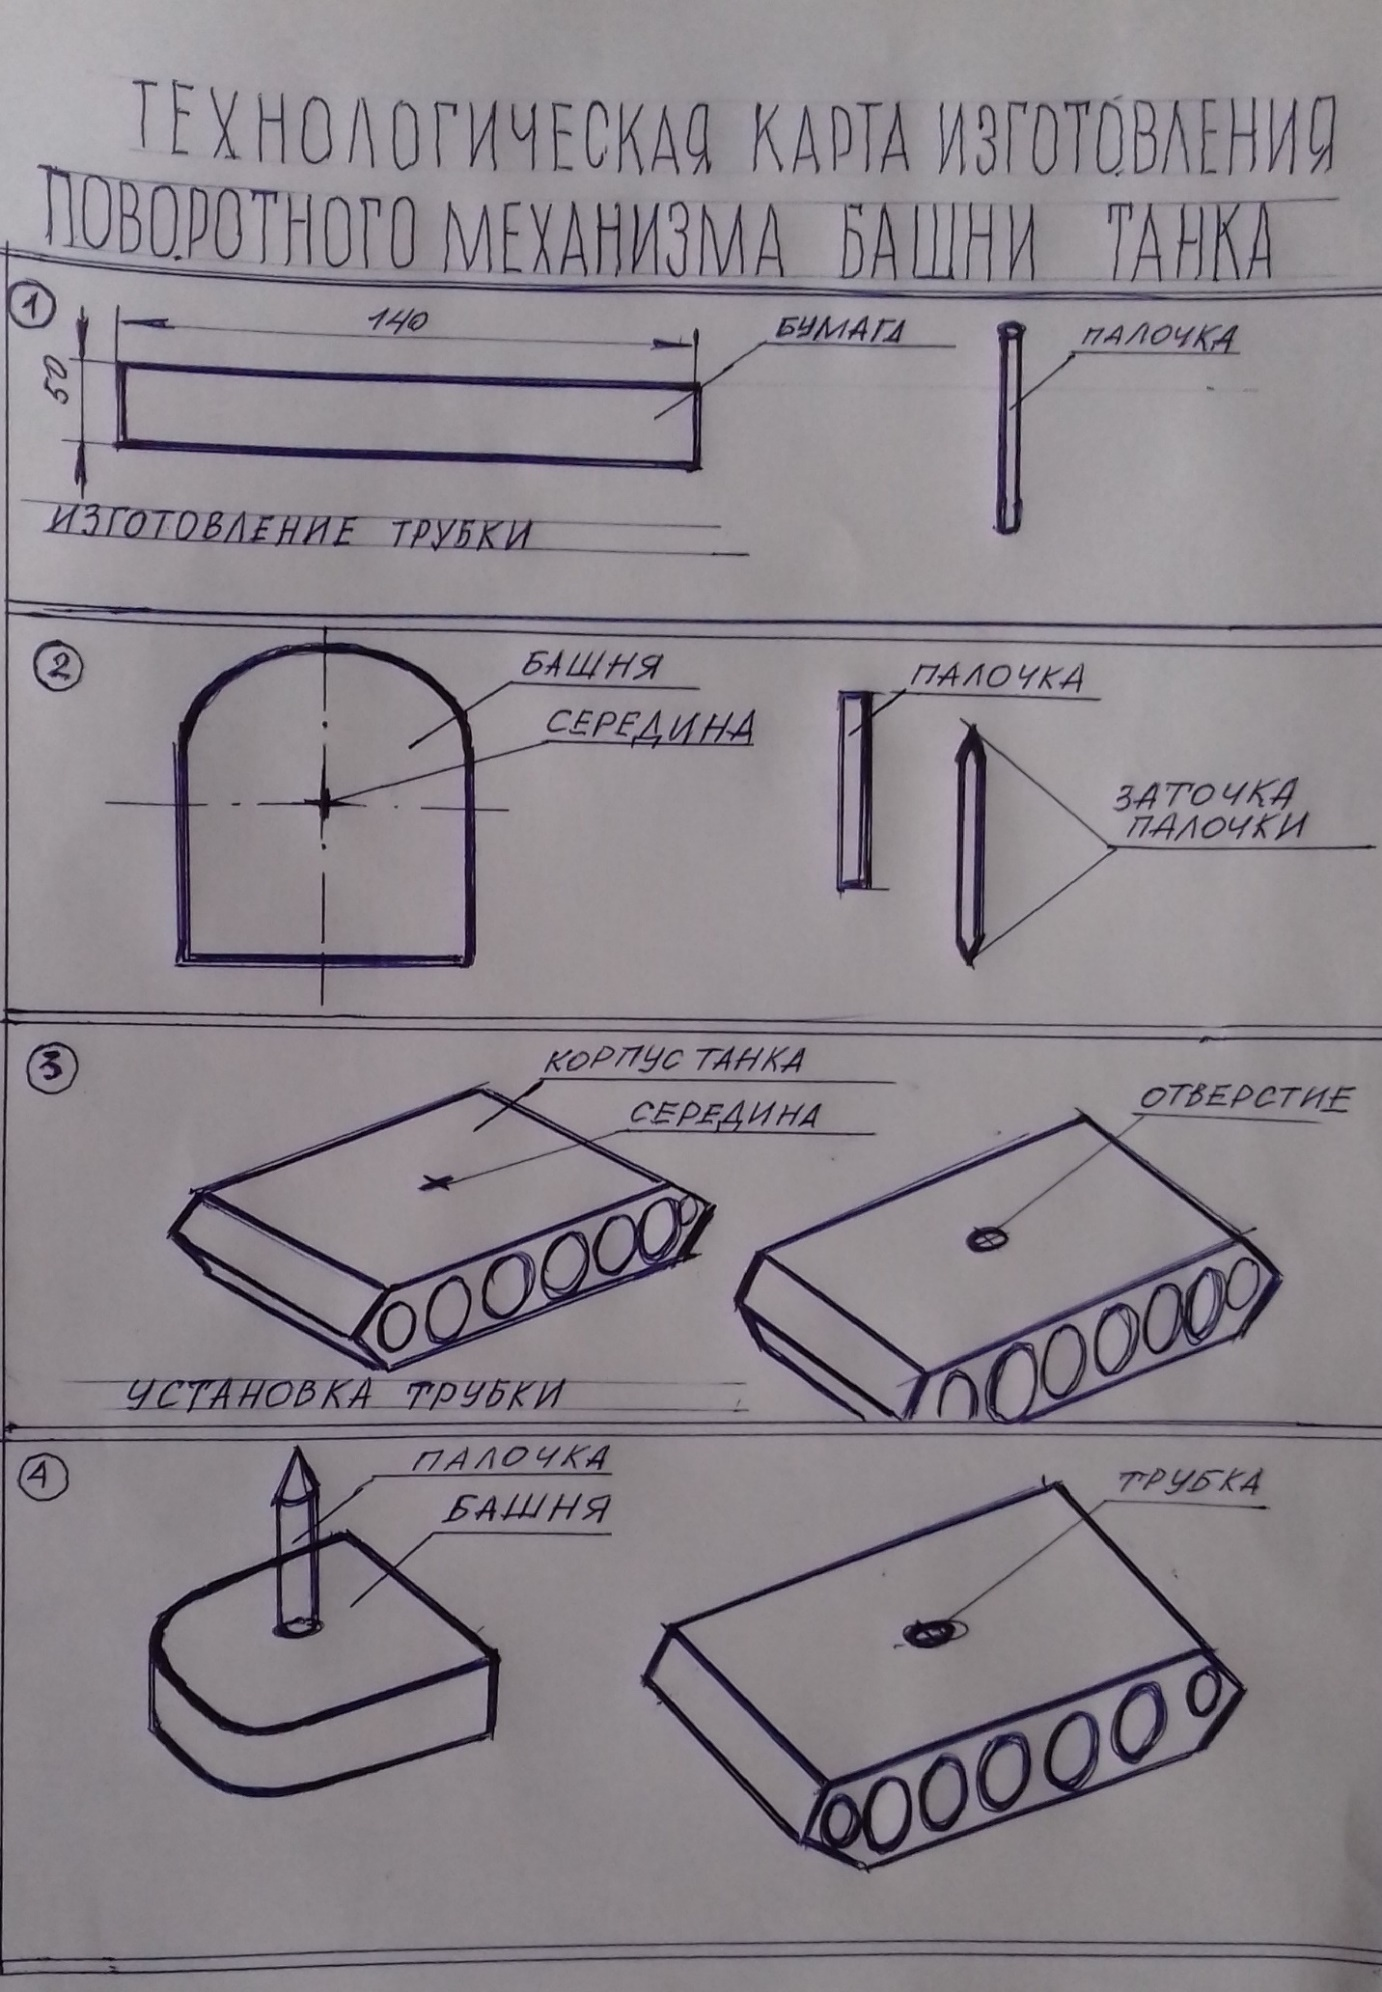 ТЕХНОЛОГИЧЕСКАЯ КАРТА ИЗГОТОВЛЕНИЯ
ПОВОРОТНОГО МЕХАНИЗМА БАШНИ ТАНКА
1
140
БУМАГА
ПАЛОЧКА
50
ИЗГОТОВЛЕНИЕ ТРУБКИ
2
БАШНЯ
ПАЛОЧКА
СЕРЕДИНА
ЗАТОЧКА
ПАЛОЧКИ
3
КОРПУС ТАНКА
СЕРЕДИНА
ОТВЕРСТИЕ
УСТАНОВКА ТРУБКИ
4
ПАЛОЧКА
БАШНЯ
ТРУБКА